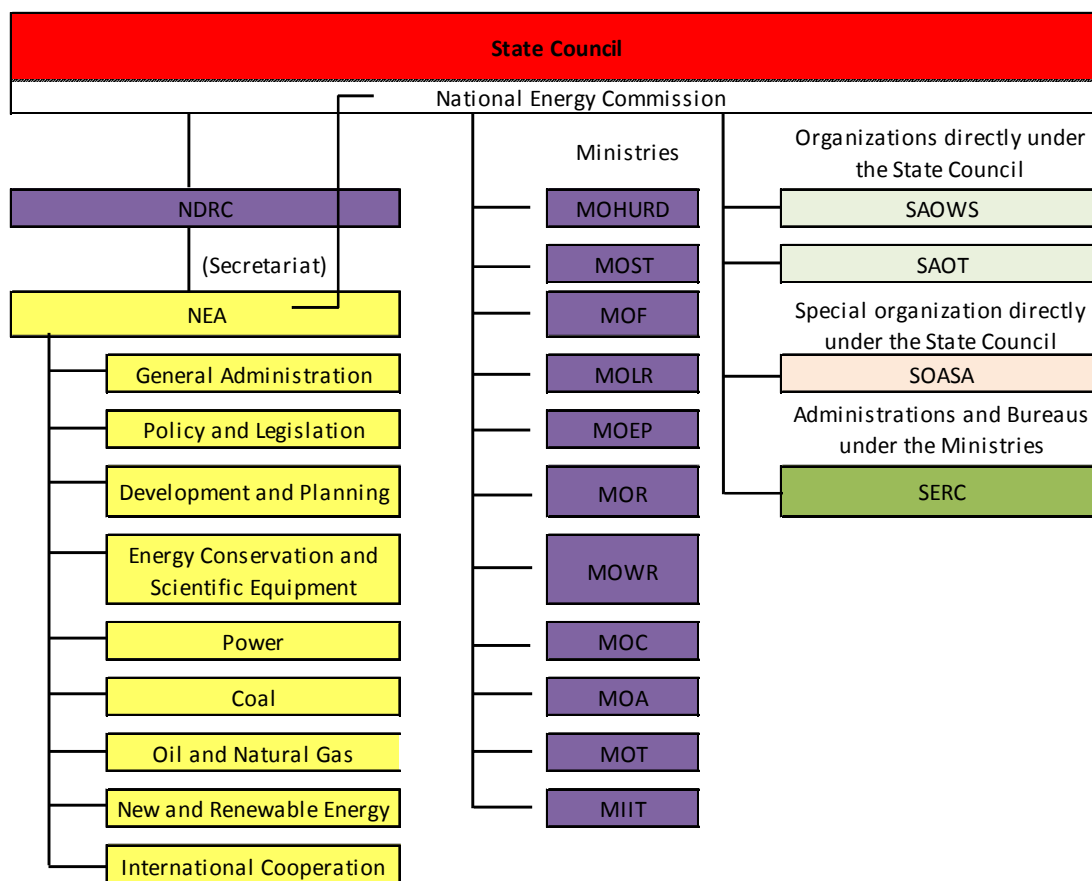 State Council
National Energy Commission
NDRC
(Secretariat)
NEA
General Administration
Policy and Legislation
Development and Planning
Energy Conservation and
Scientific Equipment
Power
Coal
Oil and Natural Gas
New and Renewable Energy
International Cooperation
Ministries
MOHURD
MOST
MOF
MOLR
MOEP
MOR
MOWR
MOC
MOA
MOT
MIIT
Organizations directly under
the State Council
SAOWS
SAOT
Special organization directly
under the State Council
SOASA
Administrations and Bureaus
under the Ministries
SERC